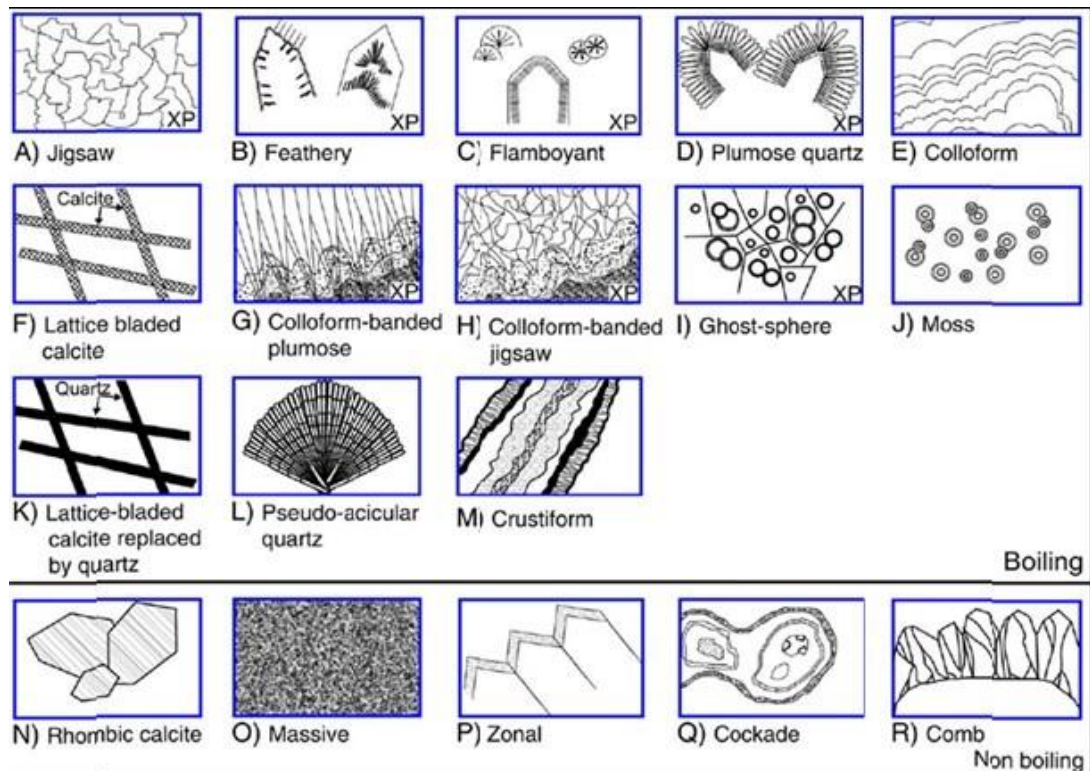 XP
XP
XP
XP
A) Jigsaw
B) Feathery
C) Flamboyant
D) Plumose quartz
E) Colloform
Calcite
XP
XP
XP
F) Lattice bladed
calcite
G) Colloform-banded
plumose
H) Colloform-banded
jigsaw
I) Ghost-sphere
J) Moss
Quartz
K) Lattice-bladed
calcite replaced
by quartz
L) Pseudo-acicular
quartz
M) Crustiform
Boiling
N) Rhombic calcite
O) Massive
P) Zonal
Q) Cockade
R) Comb
Non boiling